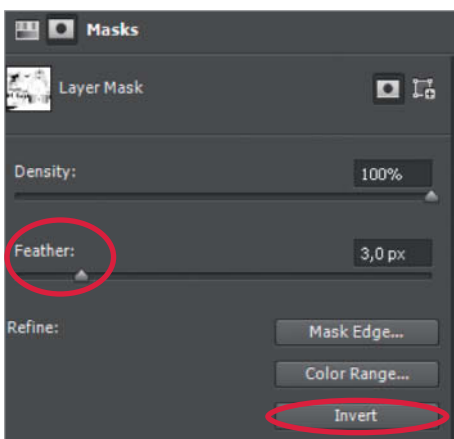 Masks
Layer Mask
Density: 100%
Feather: 3,0 px
Refine: Mask Edge...
Color Range...
Invert